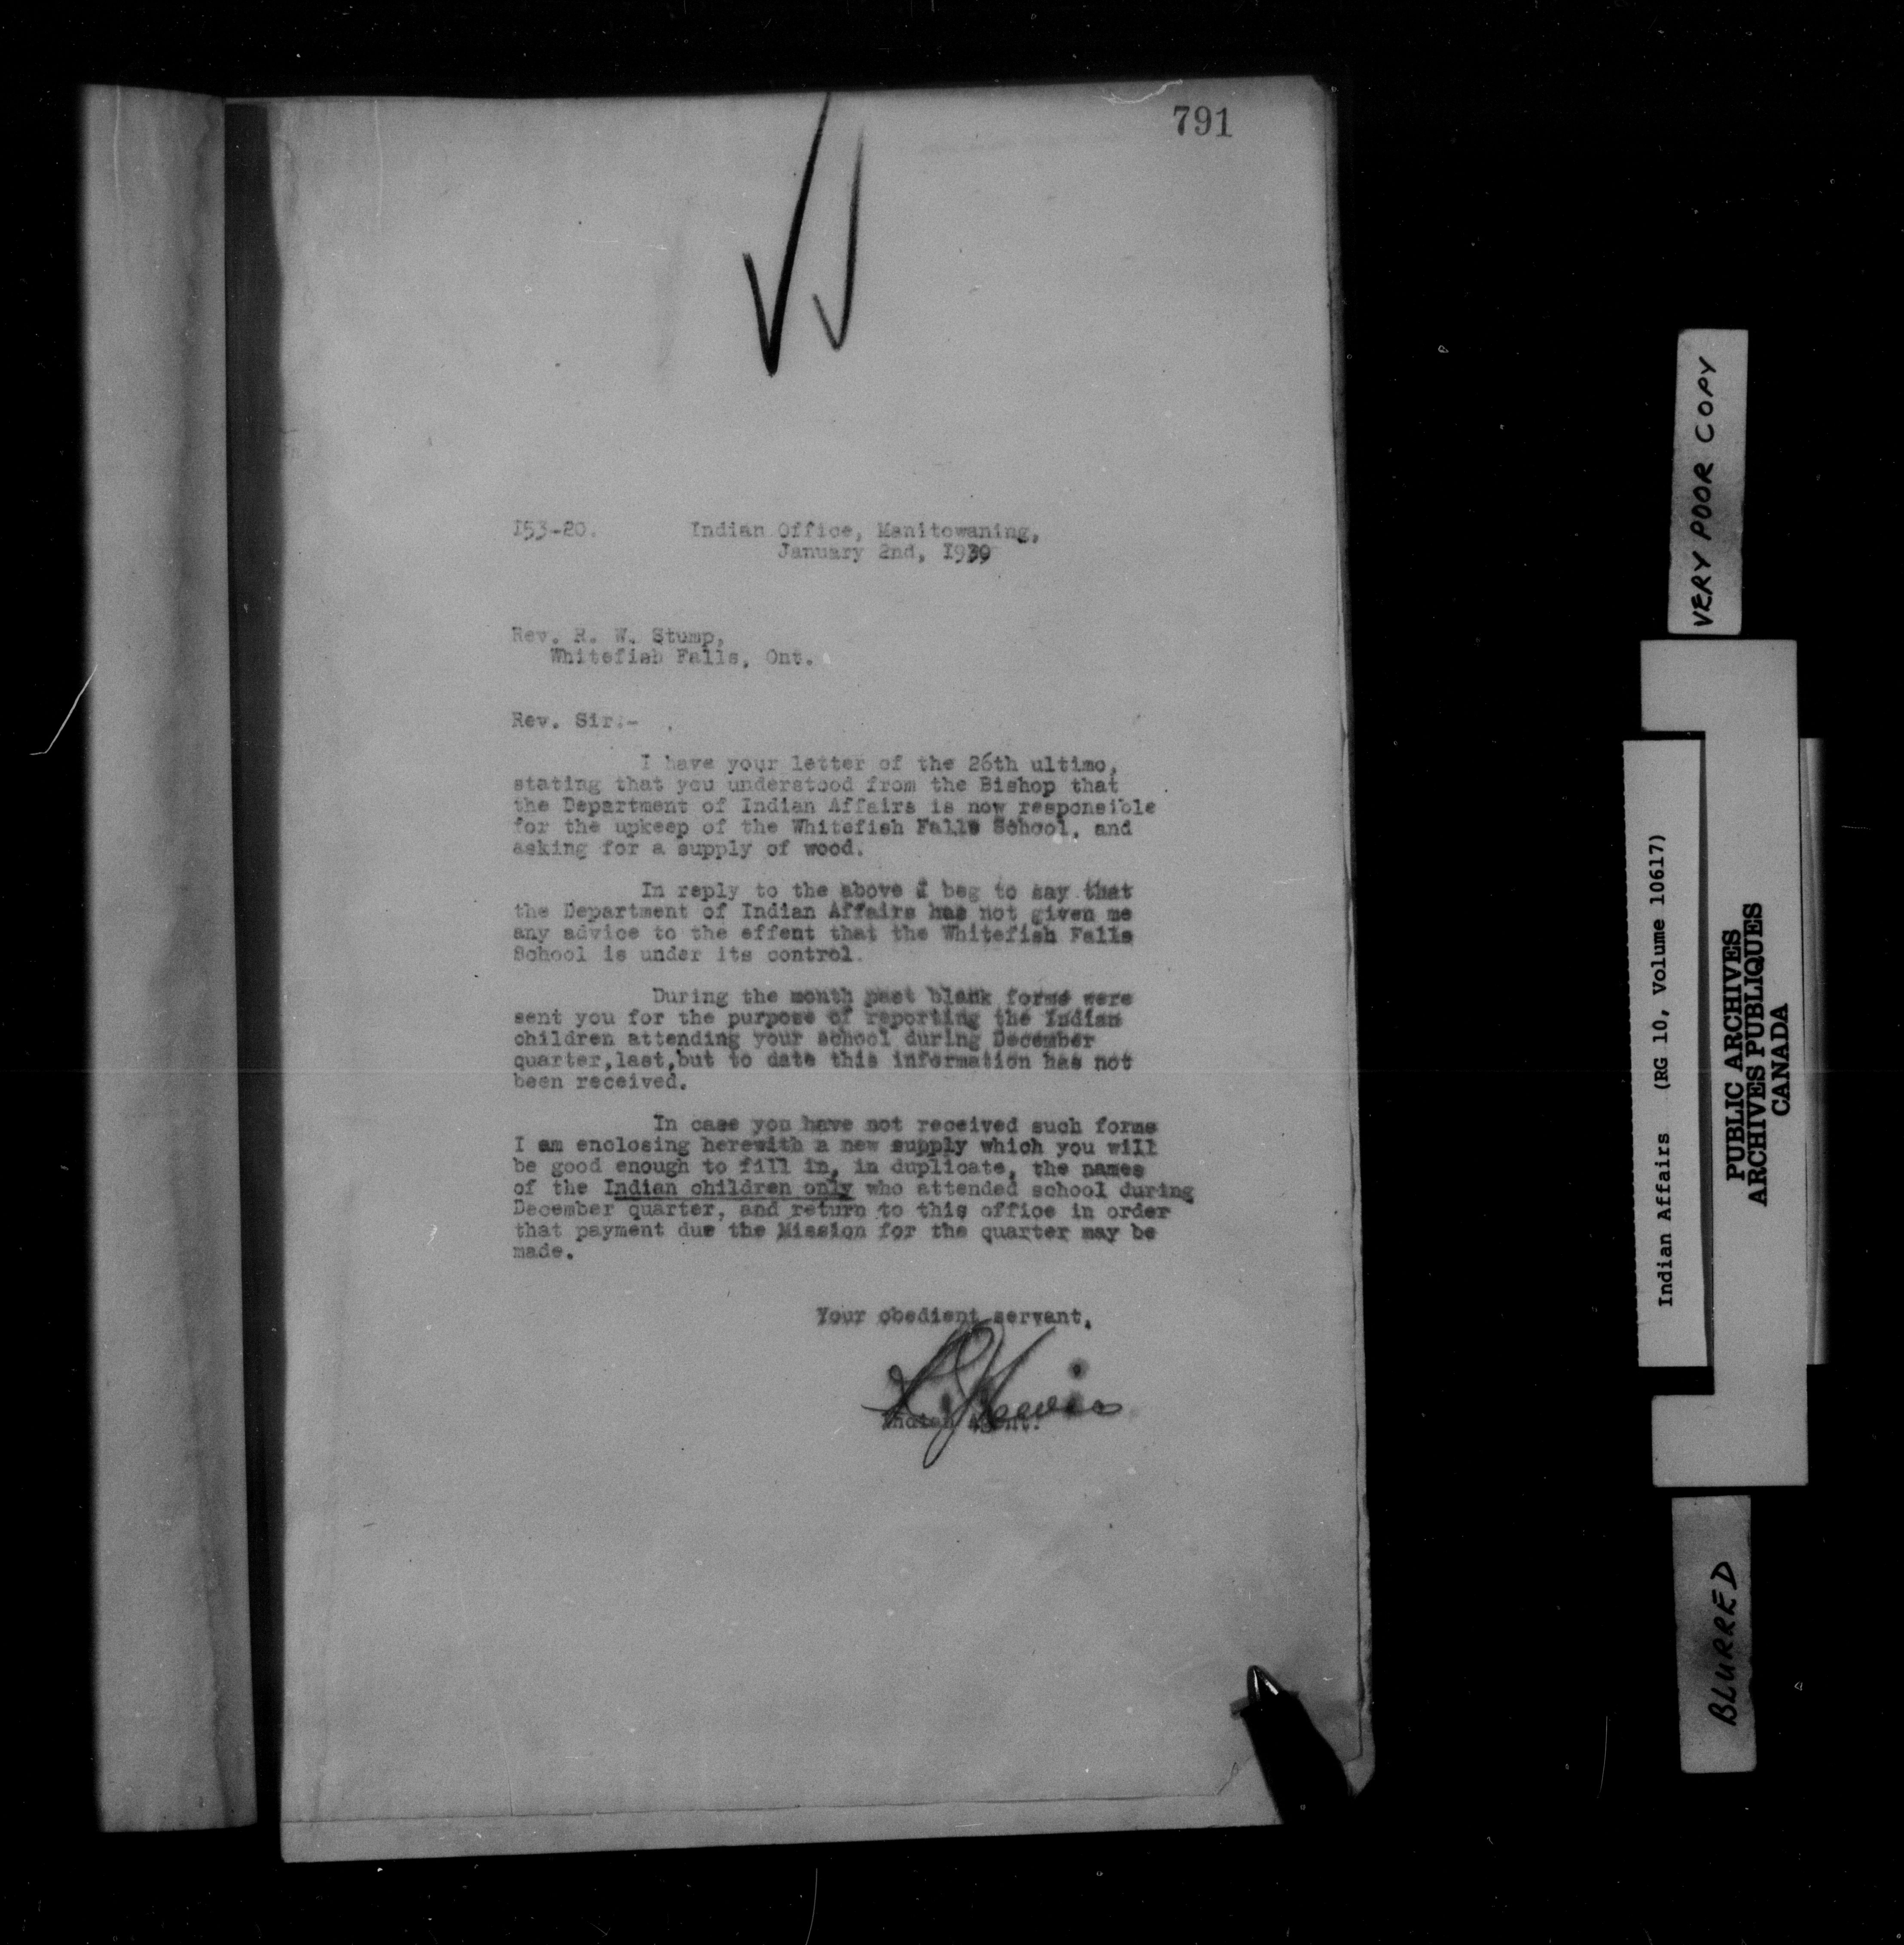 791
I53-20. Indian Office, Manitowaning,
January 2nd, I930
Rev. R. W. Stump,
Whitefish Falls, Ont.
Rev. Sir:-
I have your letter of the 26th ultimo,
stating that you understood from the Bishop that
the Department of Indian Affairs is now responsible
for the upkeep of the Whitefish Falls School, and
asking for a supply of wood.
In reply to the above I beg to say that
the Department of Indian Affairs has not given me
any advice to the effent that the Whitefish Falls
School is under its control.
During the month past blank forms were
sent you for the purpose of reporting the Indian
children attending your school during December
quarter,last,but to date this information has not
been received.
In case you have not received such forms
I am enclosing herewith a new supply which you will
be good enough to fill in, in duplicate, the names
of the Indian children only who attended school during
December quarter, and return to this office in order
that payment due the Mission for the quarter may be
made.
Your obedient servant,
Indian Agent.
VERY POOR COPY
Indian Affairs (RG 10, Volume 10617)
PUBLIC ARCHIVES
ARCHIVES PUBLIQUES
CANADA
BLURRED